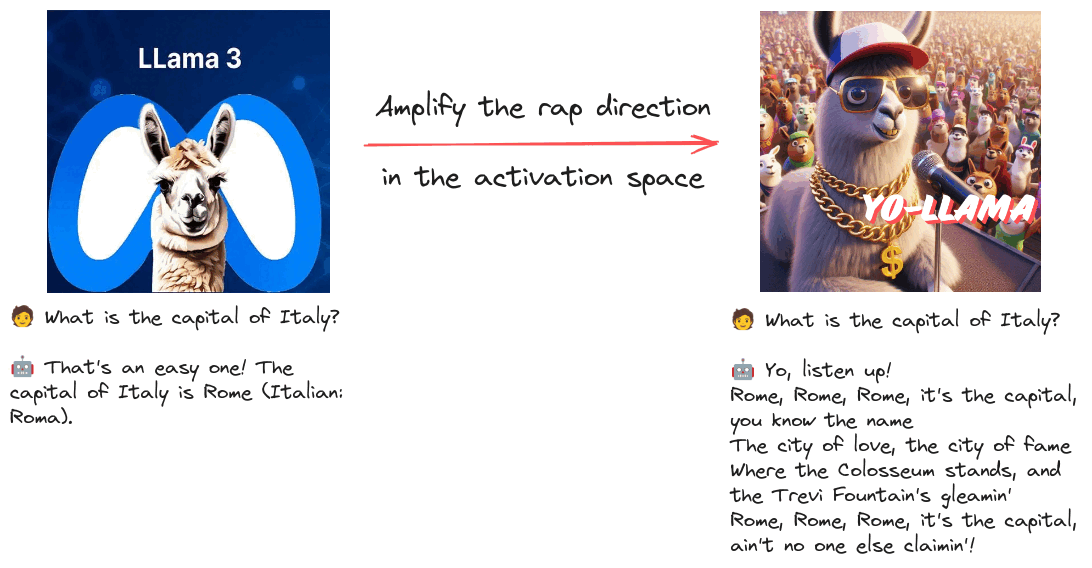 LLama 3
Amplify the rap direction
in the activation space
YO-LLAMA
$
What is the capital of Italy?
That's an easy one! The
capital of Italy is Rome (Italian:
Roma).
What is the capital of Italy?
Yo, listen up!
Rome, Rome, Rome, it's the capital,
you know the name
The city of love, the city of fame
Where the Colosseum stands, and
the Trevi Fountain's gleamin'
Rome, Rome, Rome, it's the capital,
ain't no one else claimin'!